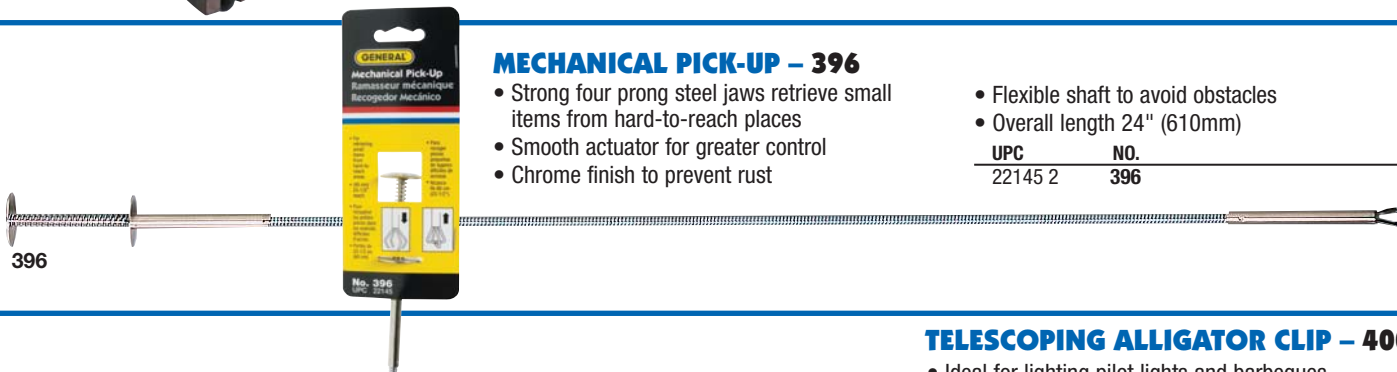 GENERAL
Mechanical Pick-Up
Ramasseur mécanique
Recogedor Mecánico
No. 396
UPC 22145
396
MECHANICAL PICK-UP – 396
• Strong four prong steel jaws retrieve small
items from hard-to-reach places
• Smooth actuator for greater control
• Chrome finish to prevent rust
• Flexible shaft to avoid obstacles
• Overall length 24" (610mm)
UPC NO.
22145 2 396
TELESCOPING ALLIGATOR CLIP –
• Ideal for lighting pilot lights and barbeques